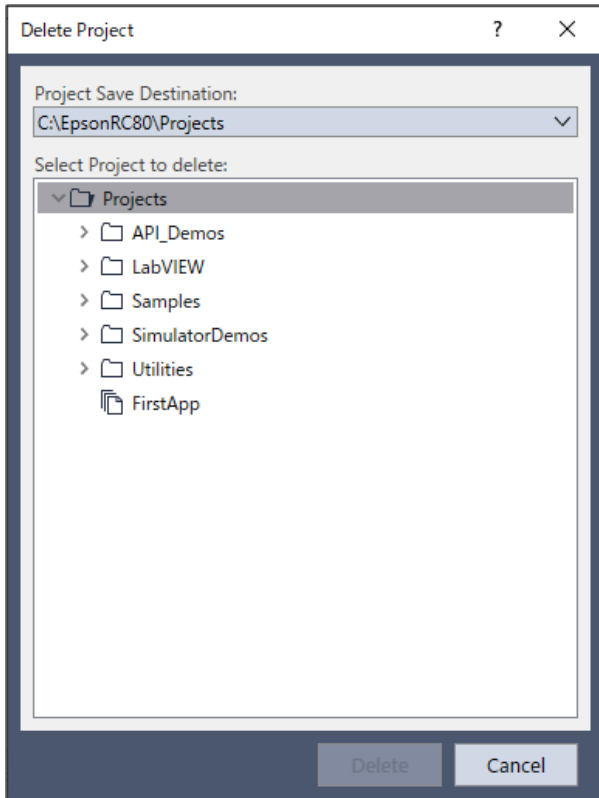 Delete Project ?
Project Save Destination:
C:\EpsonRC80\Projects
Select Project to delete:
Projects
API_Demos
LabVIEW
Samples
SimulatorDemos
Utilities
FirstApp
Delete Cancel